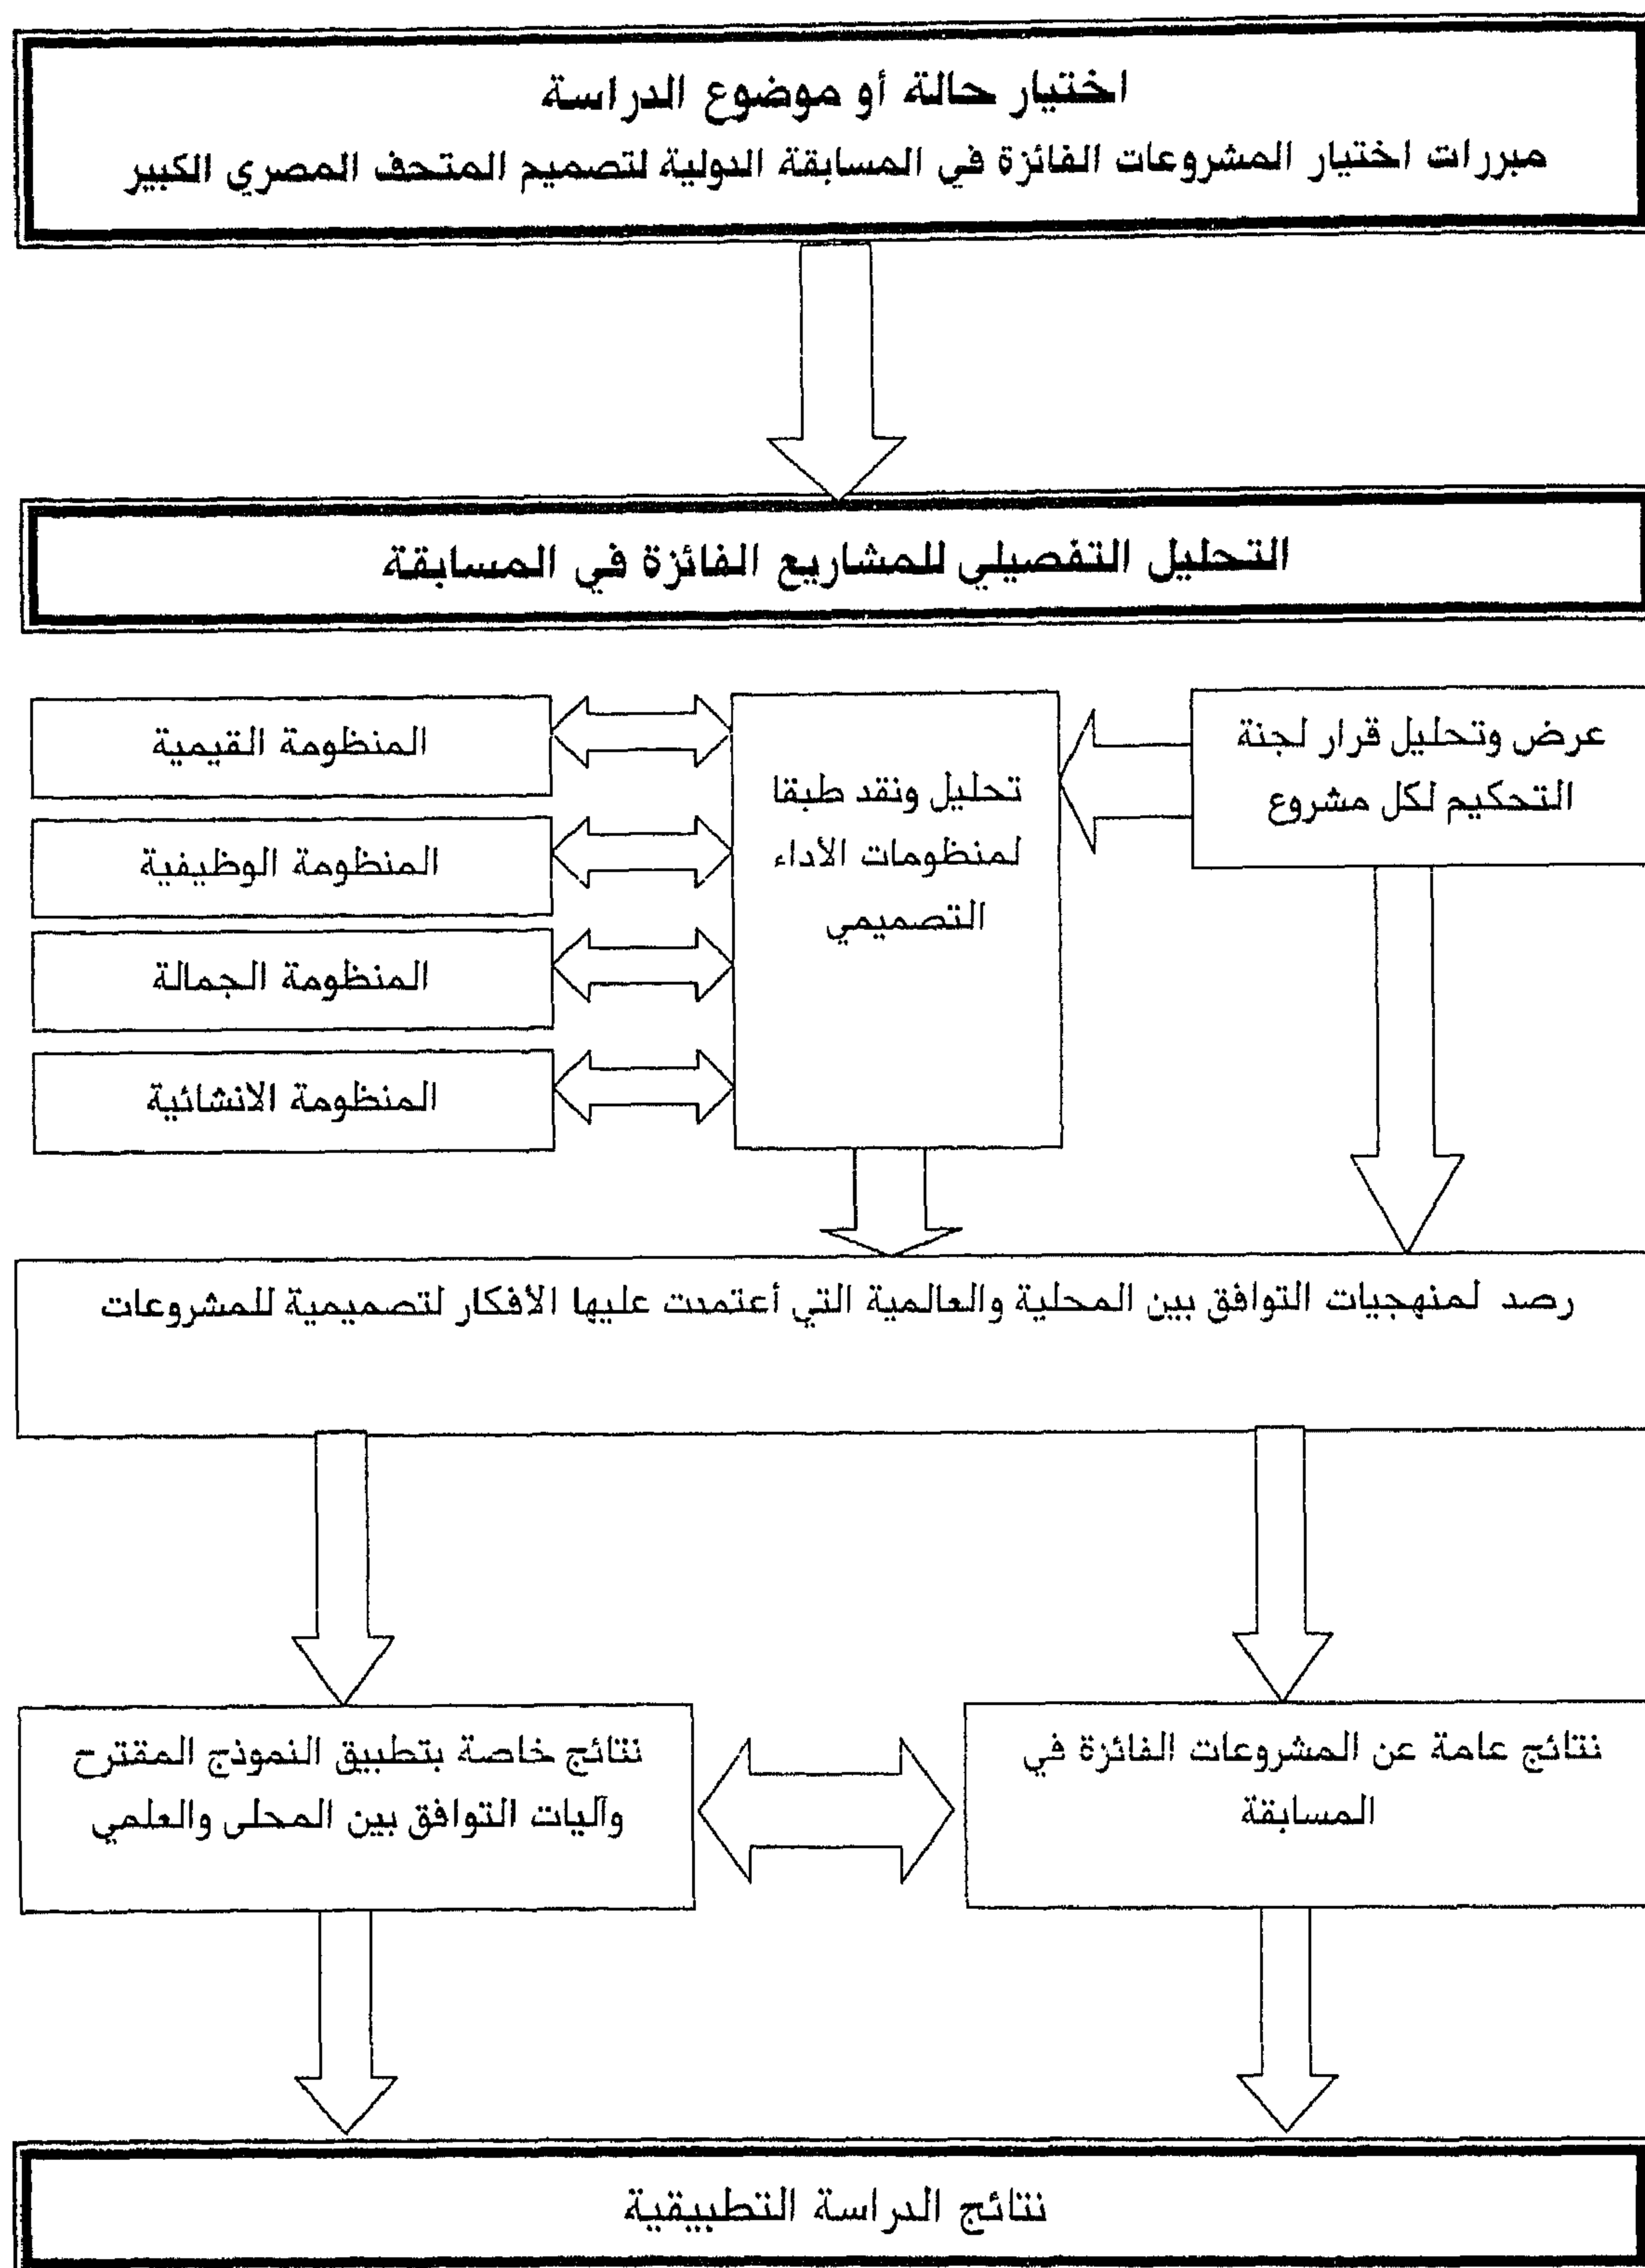 اختيار حالة أو موضوع الدراسة
مبررات اختيار المشروعات الفائزة في المسابقة الدولية لتصميم المتحف المصري الكبير
التحليل التفصيلي للمشاريع الفائزة في المسابقة
عرض وتحليل قرار لجنة
التحكيم لكل مشروع
تحليل ونقد طبقا
لمنظومات الأداء
التصميمي
المنظومة القيمية
المنظومة الوظيفية
المنظومة الجمالة
المنظومة الانشائية
رصد لمنهجيات التوافق بين المحلية والعالمية التي أعتمدت عليها الأفكار لتصميمية للمشروعات
نتائج عامة عن المشروعات الفائزة في
المسابقة
نتائج خاصة بتطبيق النموذج المقترح
وآليات التوافق بين المحلى والعلمي
نتائج الدراسة التطبيقية